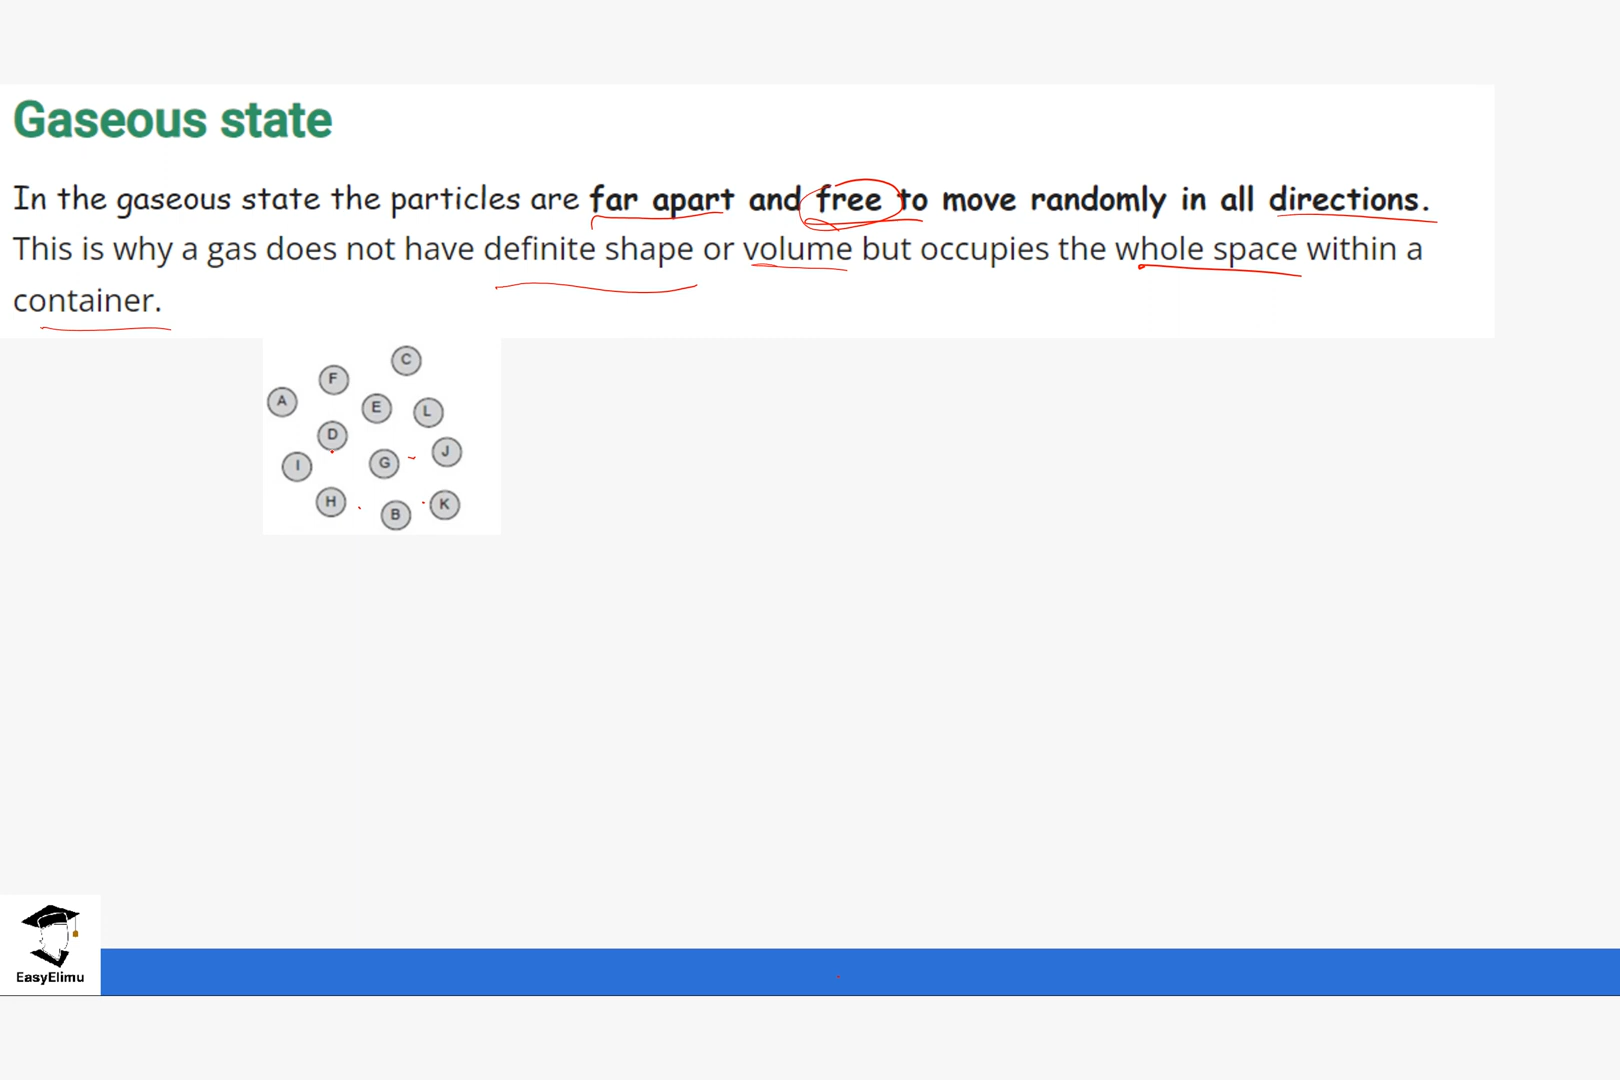 Gaseous state
In the gaseous state the particles are far apart and free to move randomly in all directions.
This is why a gas does not have definite shape or volume but occupies the whole space within a
container.
C
F
A
E
L
D
J
I
G
H
B
K
EasyElimu